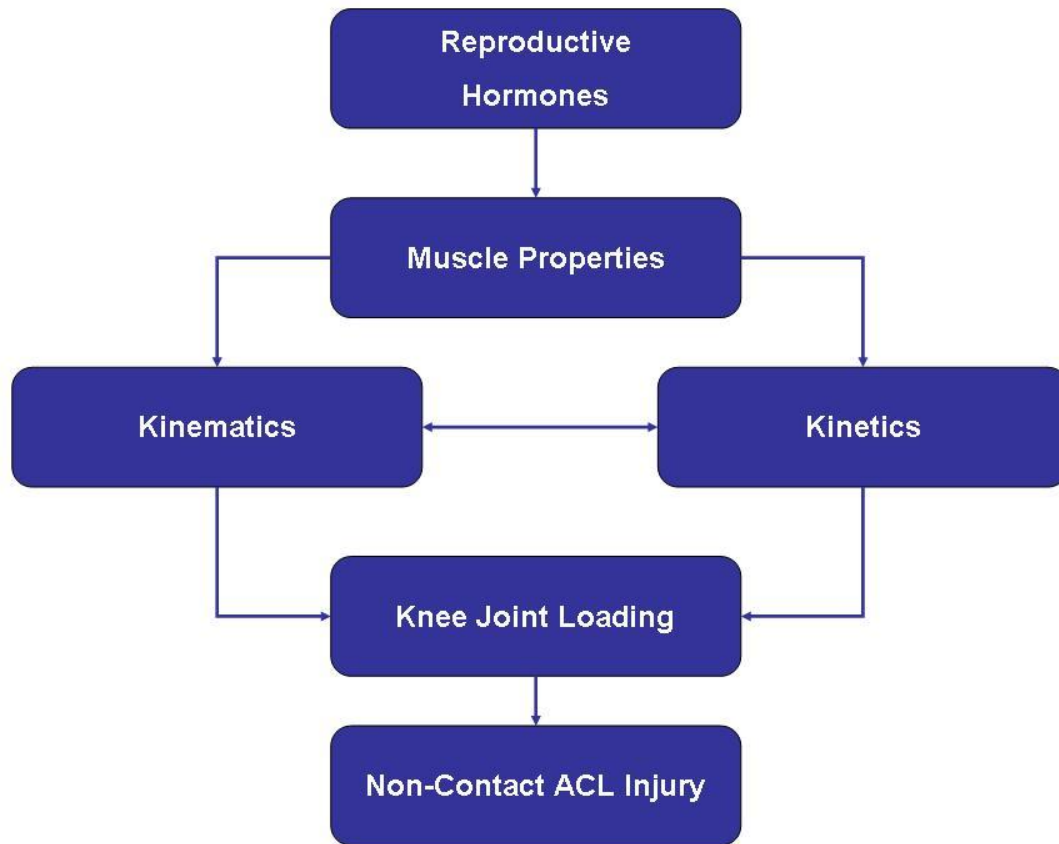 Reproductive
Hormones
Muscle Properties
Kinematics
Kinetics
Knee Joint Loading
Non-Contact ACL Injury